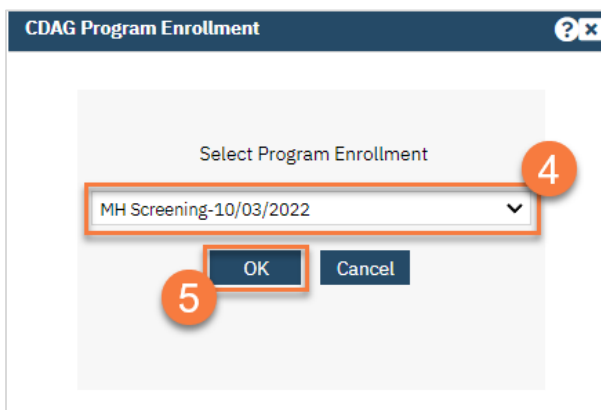 CDAG Program Enrollment ?
Select Program Enrollment
4
MH Screening-10/03/2022
OK Cancel
5